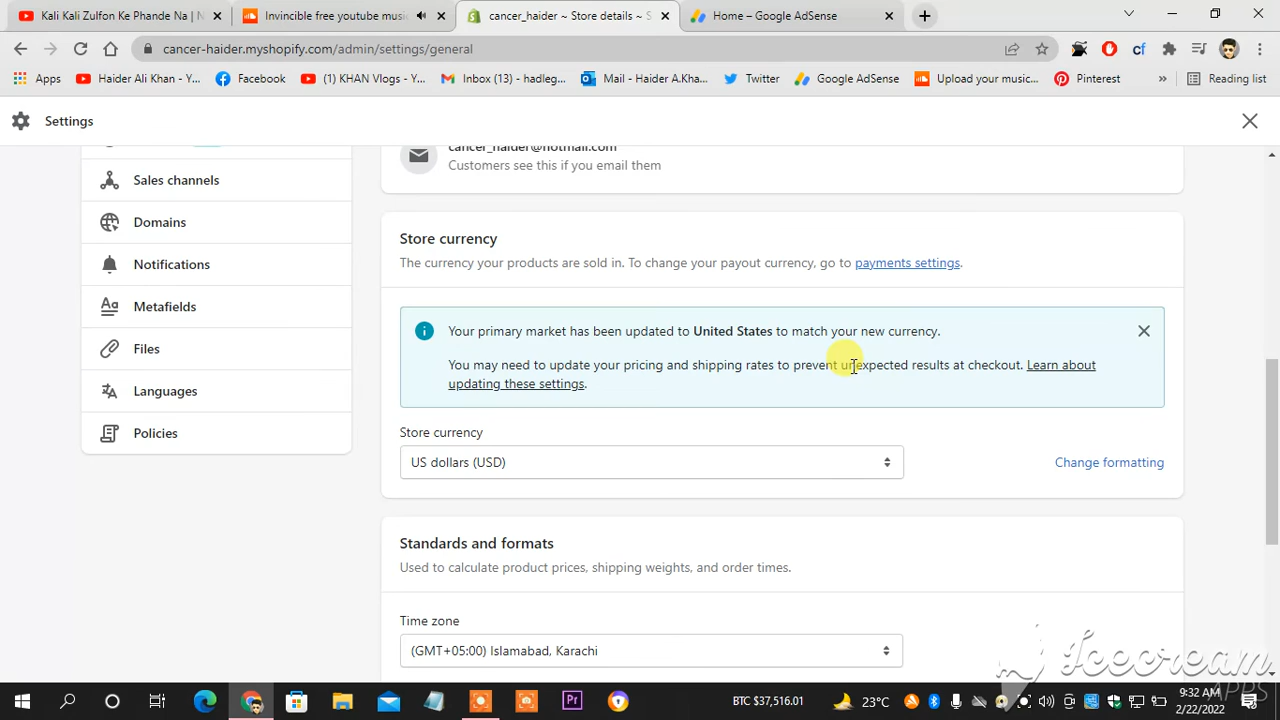 Kali Kali Zulfon Ke Phande Na | N
Invincible free youtube music
cancer_haider ~ Store details ~ S
Home – Google AdSense
cancer-haider.myshopify.com/admin/settings/general
Apps
Haider Ali Khan - Y...
Facebook
(1) KHAN Vlogs - Y...
Inbox (13) - hadleg...
Mail - Haider A.Kha...
Twitter
Google AdSense
Upload your music...
Pinterest
»
Reading list
Settings
cancer_haider@hotmail.com
Customers see this if you email them
Sales channels
Domains
Notifications
Metafields
Files
Languages
Policies
Store currency
The currency your products are sold in. To change your payout currency, go to payments settings.
Your primary market has been updated to United States to match your new currency.
You may need to update your pricing and shipping rates to prevent unexpected results at checkout. Learn about
updating these settings.
Store currency
US dollars (USD)
Change formatting
Standards and formats
Used to calculate product prices, shipping weights, and order times.
Time zone
(GMT+05:00) Islamabad, Karachi
Icecream
APPS
BTC $37,516.01
23°C
9:32 AM
2/22/2022